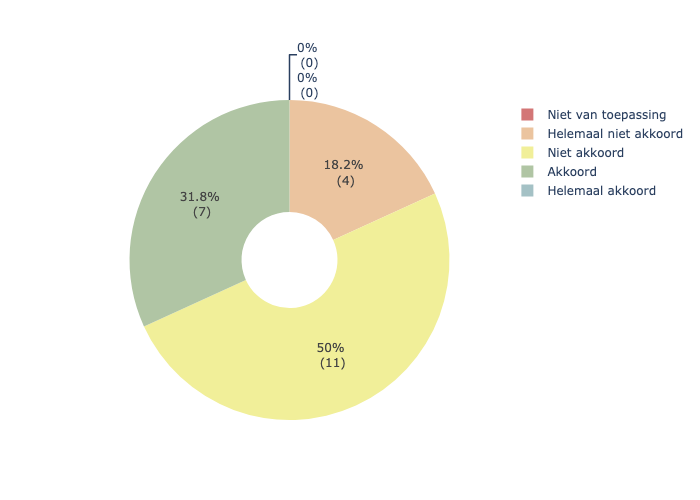 0%
(0)
0%
(0)
18.2%
(4)
31.8%
(7)
50%
(11)
Niet van toepassing
Helemaal niet akkoord
Niet akkoord
Akkoord
Helemaal akkoord